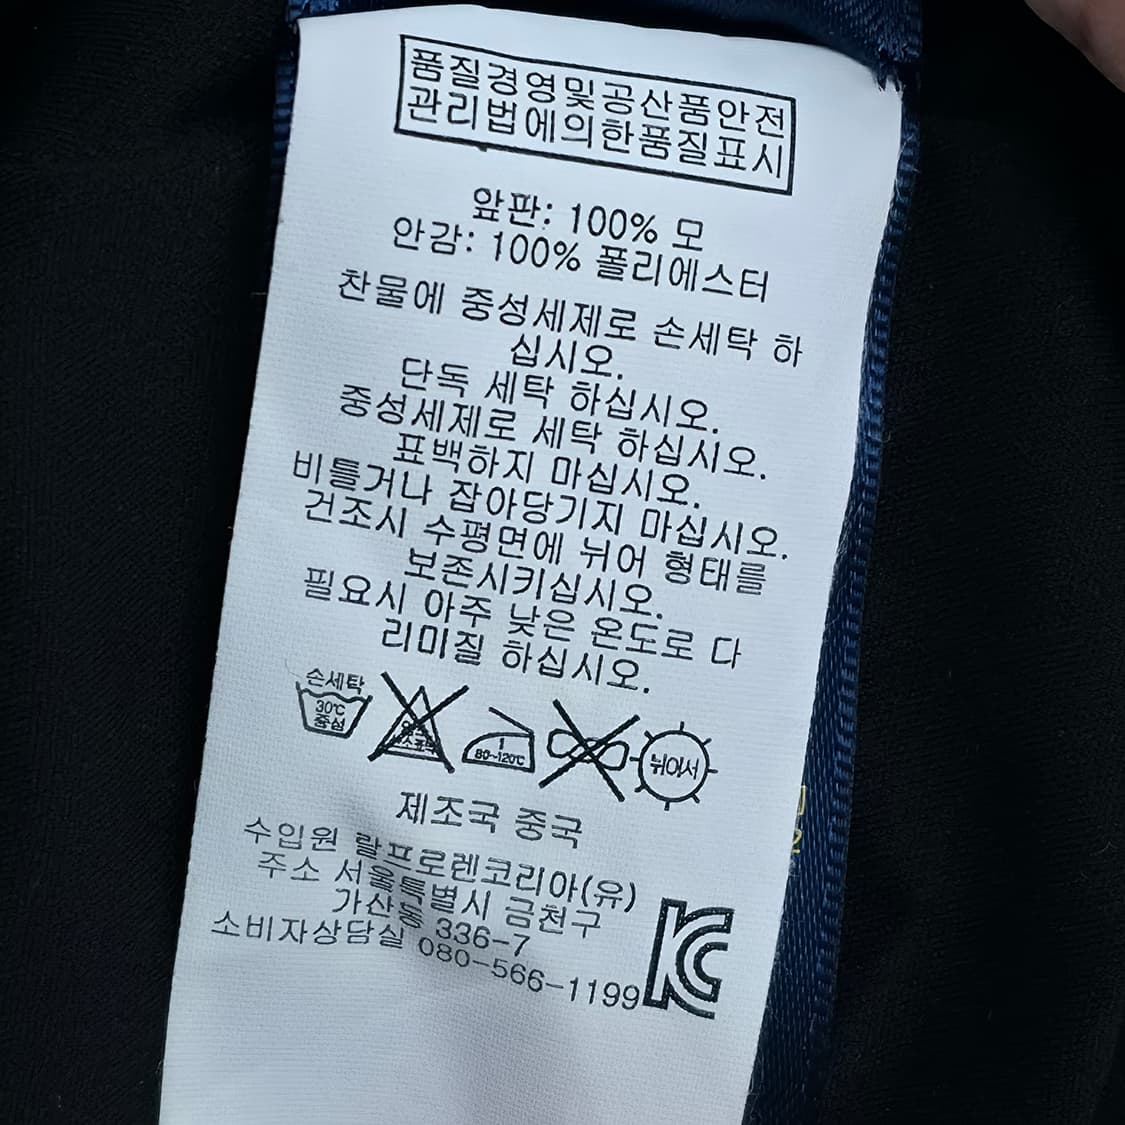 품질경영및공산품안전
관리법에의한품질표시
앞판: 100% 모
안감: 100% 폴리에스터
찬물에 중성세제로 손세탁 하
십시오.
단독 세탁 하십시오.
중성세제로 세탁 하십시오.
표백하지 마십시오.
비틀거나 잡아당기지 마십시오.
건조시 수평면에 뉘어 형태를
보존시키십시오.
필요시 아주 낮은 온도로 다
리미질 하십시오.
손세탁
30℃
중성
1
80~120℃
뉘어서
제조국 중국
수입원 랄프로렌코리아(유)
주소 서울특별시 금천구
가산동 336-7
소비자상담실 080-566-1199
KC
2